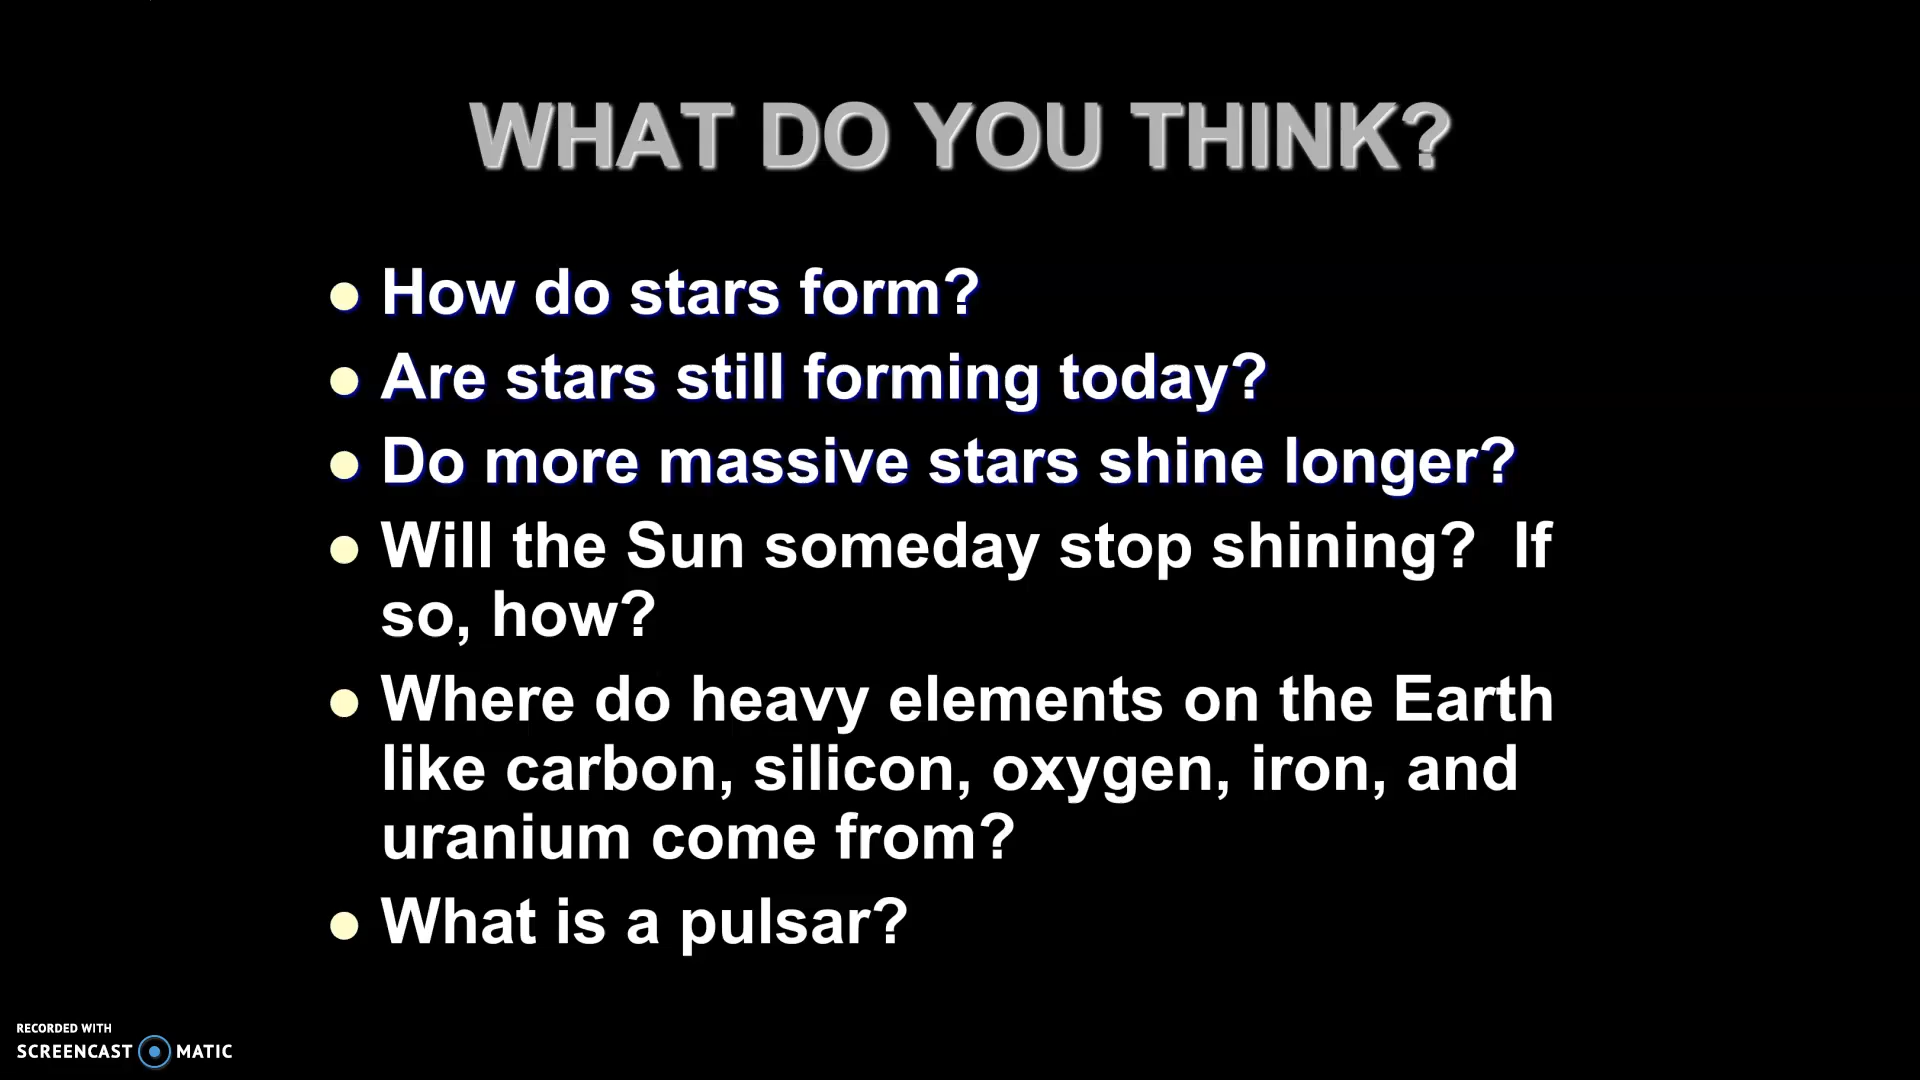 WHAT DO YOU THINK?
How do stars form?
Are stars still forming today?
Do more massive stars shine longer?
Will the Sun someday stop shining?  If
so, how?
Where do heavy elements on the Earth
like carbon, silicon, oxygen, iron, and
uranium come from?
What is a pulsar?
RECORDED WITH
SCREENCAST MATIC